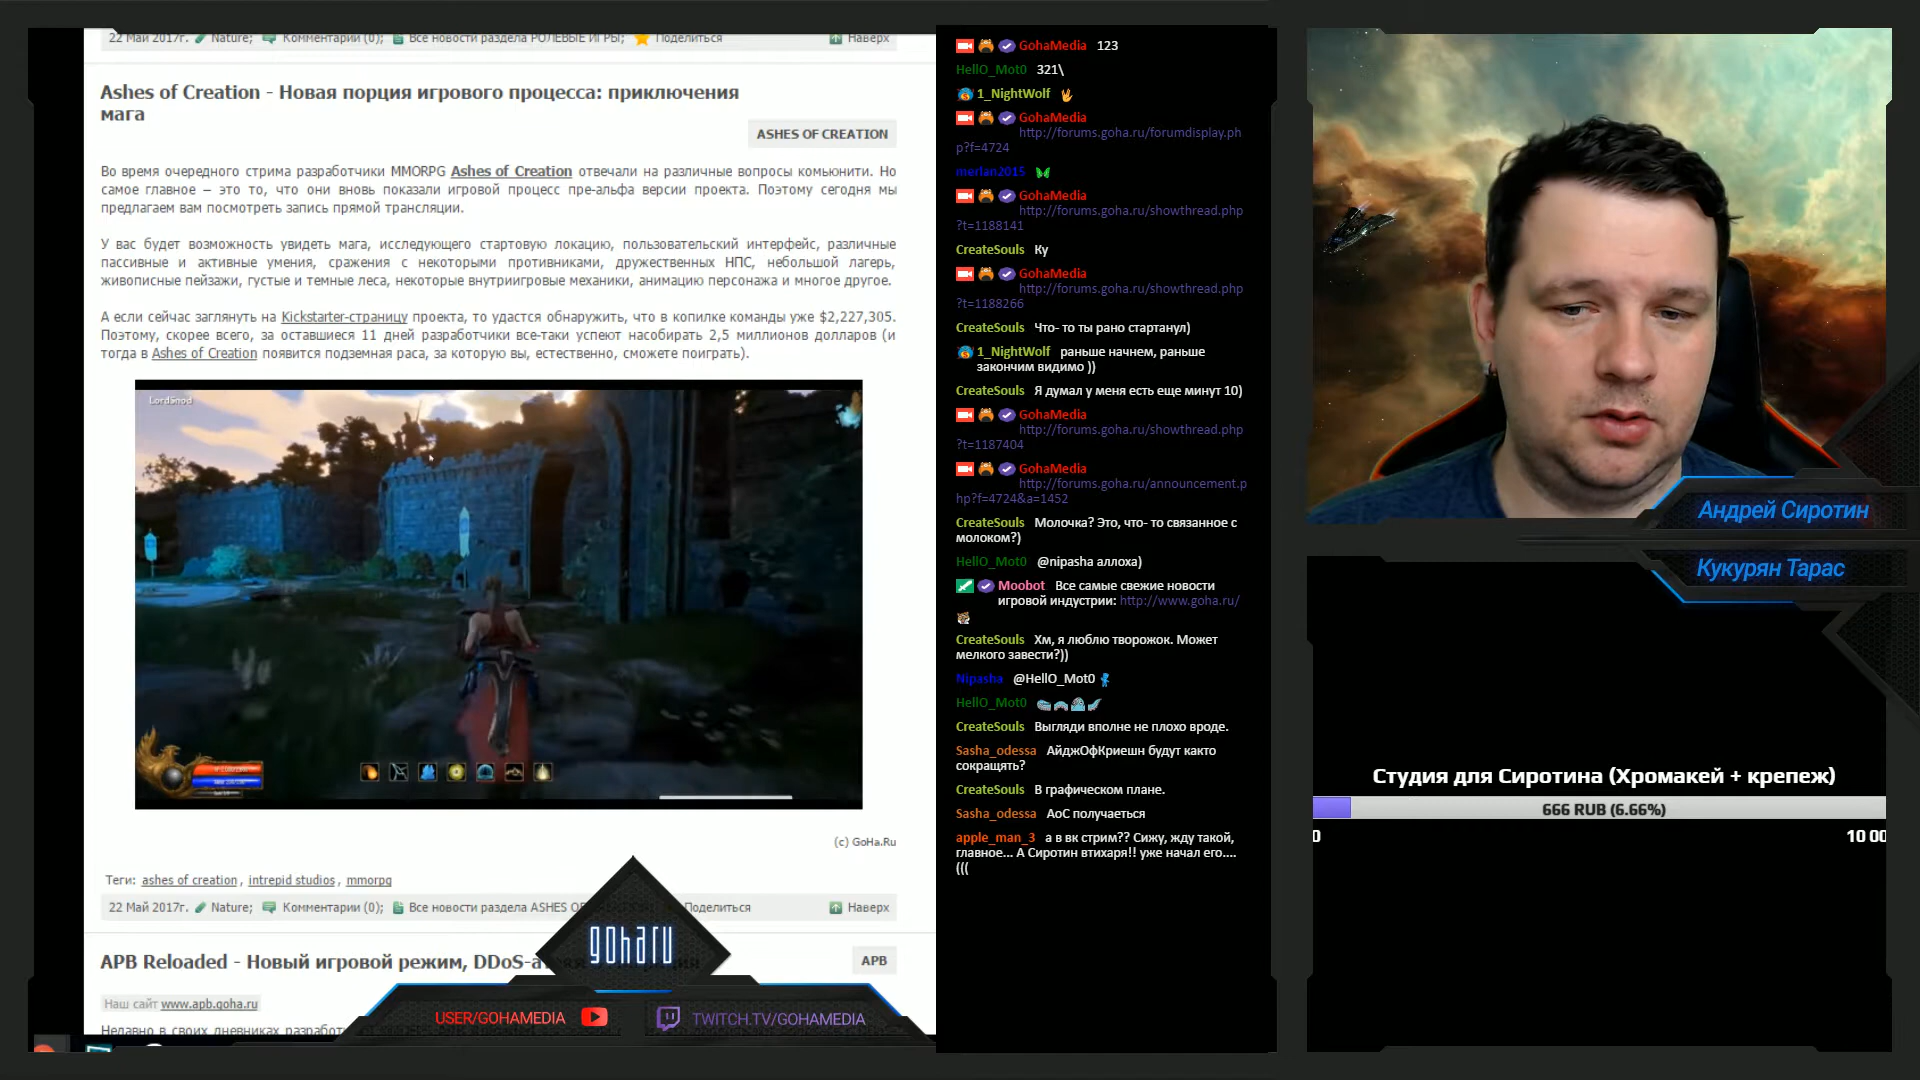 22 Май 2017г. Nature; Комментарии (0); Все новости раздела РОЛЕВЫЕ ИГРЫ; Поделиться Наверх
Ashes of Creation - Новая порция игрового процесса: приключения
мага
ASHES OF CREATION
Во время очередного стрима разработчики MMORPG Ashes of Creation отвечали на различные вопросы комьюнити. Но
самое главное – это то, что они вновь показали игровой процесс пре-альфа версии проекта. Поэтому сегодня мы
предлагаем вам посмотреть запись прямой трансляции.
У вас будет возможность увидеть мага, исследующего стартовую локацию, пользовательский интерфейс, различные
пассивные и активные умения, сражения с некоторыми противниками, дружественных НПС, небольшой лагерь,
живописные пейзажи, густые и темные леса, некоторые внутриигровые механики, анимацию персонажа и многое другое.
А если сейчас заглянуть на Kickstarter-страницу проекта, то удастся обнаружить, что в копилке команды уже $2,227,305.
Поэтому, скорее всего, за оставшиеся 11 дней разработчики все-таки успеют насобирать 2,5 миллионов долларов (и
тогда в Ashes of Creation появится подземная раса, за которую вы, естественно, сможете поиграть).
(c) GoHa.Ru
Теги: ashes of creation, intrepid studios, mmorpg
22 Май 2017г. Nature; Комментарии (0); Все новости раздела ASHES Поделиться Наверх
APB Reloaded - Новый игровой режим, DDoS-а
APB
Наш сайт www.apb.goha.ru
Недавно в своих дневниках
goharu
USER/GOHAMEDIA
TWITCH.TV/GOHAMEDIA
GohaMedia 123
HellO_Mot0 321\
1_NightWolf
GohaMedia
http://forums.goha.ru/forumdisplay.ph
p?f=4724
merlan2015
GohaMedia
http://forums.goha.ru/showthread.php
?t=1188141
CreateSouls Ку
GohaMedia
http://forums.goha.ru/showthread.php
?t=1188266
CreateSouls Что- то ты рано стартанул)
1_NightWolf раньше начнем, раньше
закончим видимо ))
CreateSouls Я думал у меня есть еще минут 10)
GohaMedia
http://forums.goha.ru/showthread.php
?t=1187404
GohaMedia
http://forums.goha.ru/announcement.p
hp?f=4724&a=1452
CreateSouls Молочка? Это, что- то связанное с
молоком?)
HellO_Mot0 @nipasha аллоха)
Moobot Все самые свежие новости
игровой индустрии: http://www.goha.ru/
CreateSouls Хм, я люблю творожок. Может
мелкого завести?))
Nipasha @HellO_Mot0
HellO_Mot0
CreateSouls Выгляди вполне не плохо вроде.
Sasha_odessa АйджОфКриешн будут както
сокращять?
CreateSouls В графическом плане.
Sasha_odessa АоС получаеться
apple_man_3 а в вк стрим?? Сижу, жду такой,
главное... А Сиротин втихаря!! уже начал его....
(((
Андрей Сиротин
Кукурян Тарас
Студия для Сиротина (Хромакей + крепеж)
666 RUB (6.66%)
0
10 00